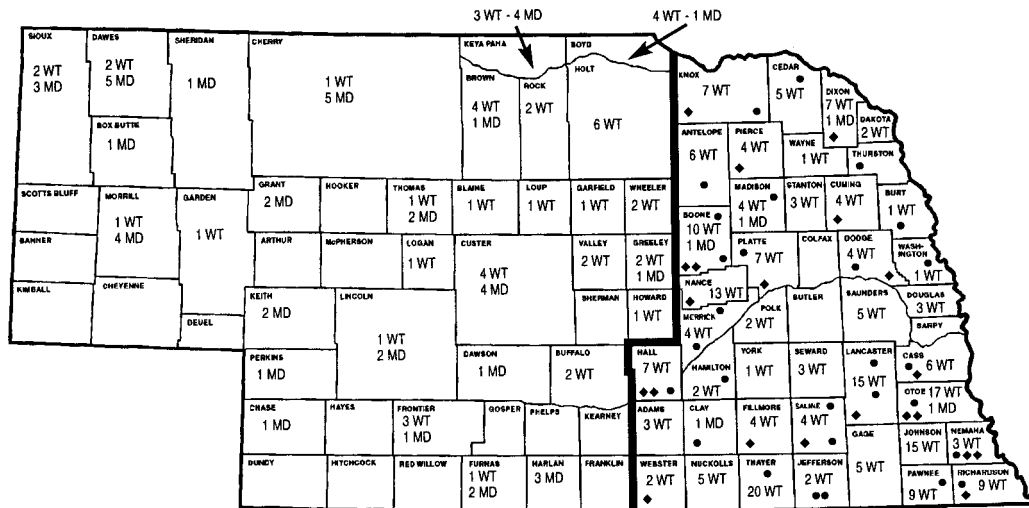 3 WT - 4 MD
4 WT - 1 MD
SIOUX
2 WT
3 MD
DAWES
2 WT
5 MD
SHERIDAN
1 MD
CHERRY
1 WT
5 MD
KEYA PAHA
BOYD
BROWN
4 WT
1 MD
ROCK
2 WT
HOLT
6 WT
KNOX
7 WT
CEDAR
5 WT
DIXON
7 WT
1 MD
DAKOTA
2 WT
BOX BUTTE
1 MD
ANTELOPE
6 WT
PIERCE
4 WT
WAYNE
1 WT
THURSTON
SCOTTS BLUFF
MORRILL
1 WT
4 MD
GARDEN
1 WT
GRANT
2 MD
HOOKER
THOMAS
1 WT
2 MD
BLAINE
1 WT
LOUP
1 WT
GARFIELD
1 WT
WHEELER
2 WT
MADISON
4 WT
1 MD
STANTON
3 WT
CUMING
4 WT
BURT
1 WT
BANNER
ARTHUR
McPHERSON
LOGAN
1 WT
CUSTER
4 WT
4 MD
VALLEY
2 WT
GREELEY
2 WT
1 MD
BOONE
10 WT
1 MD
PLATTE
7 WT
COLFAX
DODGE
4 WT
WASH-
INGTON
1 WT
KIMBALL
CHEYENNE
DEUEL
KEITH
2 MD
LINCOLN
1 WT
2 MD
SHERMAN
HOWARD
1 WT
NANCE
13 WT
MERRICK
4 WT
POLK
2 WT
BUTLER
SAUNDERS
5 WT
DOUGLAS
3 WT
SARPY
PERKINS
1 MD
DAWSON
1 MD
BUFFALO
2 WT
HALL
7 WT
HAMILTON
2 WT
YORK
1 WT
SEWARD
3 WT
LANCASTER
15 WT
CASS
6 WT
OTOE
17 WT
1 MD
CHASE
1 MD
HAYES
FRONTIER
3 WT
1 MD
GOSPER
PHELPS
KEARNEY
ADAMS
3 WT
CLAY
1 MD
FILLMORE
4 WT
SALINE
4 WT
GAGE
5 WT
JOHNSON
15 WT
NEMAHA
3 WT
DUNDY
HITCHCOCK
RED WILLOW
FURNAS
1 WT
2 MD
HARLAN
3 MD
FRANKLIN
WEBSTER
2 WT
NUCKOLLS
5 WT
THAYER
20 WT
JEFFERSON
2 WT
PAWNEE
9 WT
RICHARDSON
9 WT